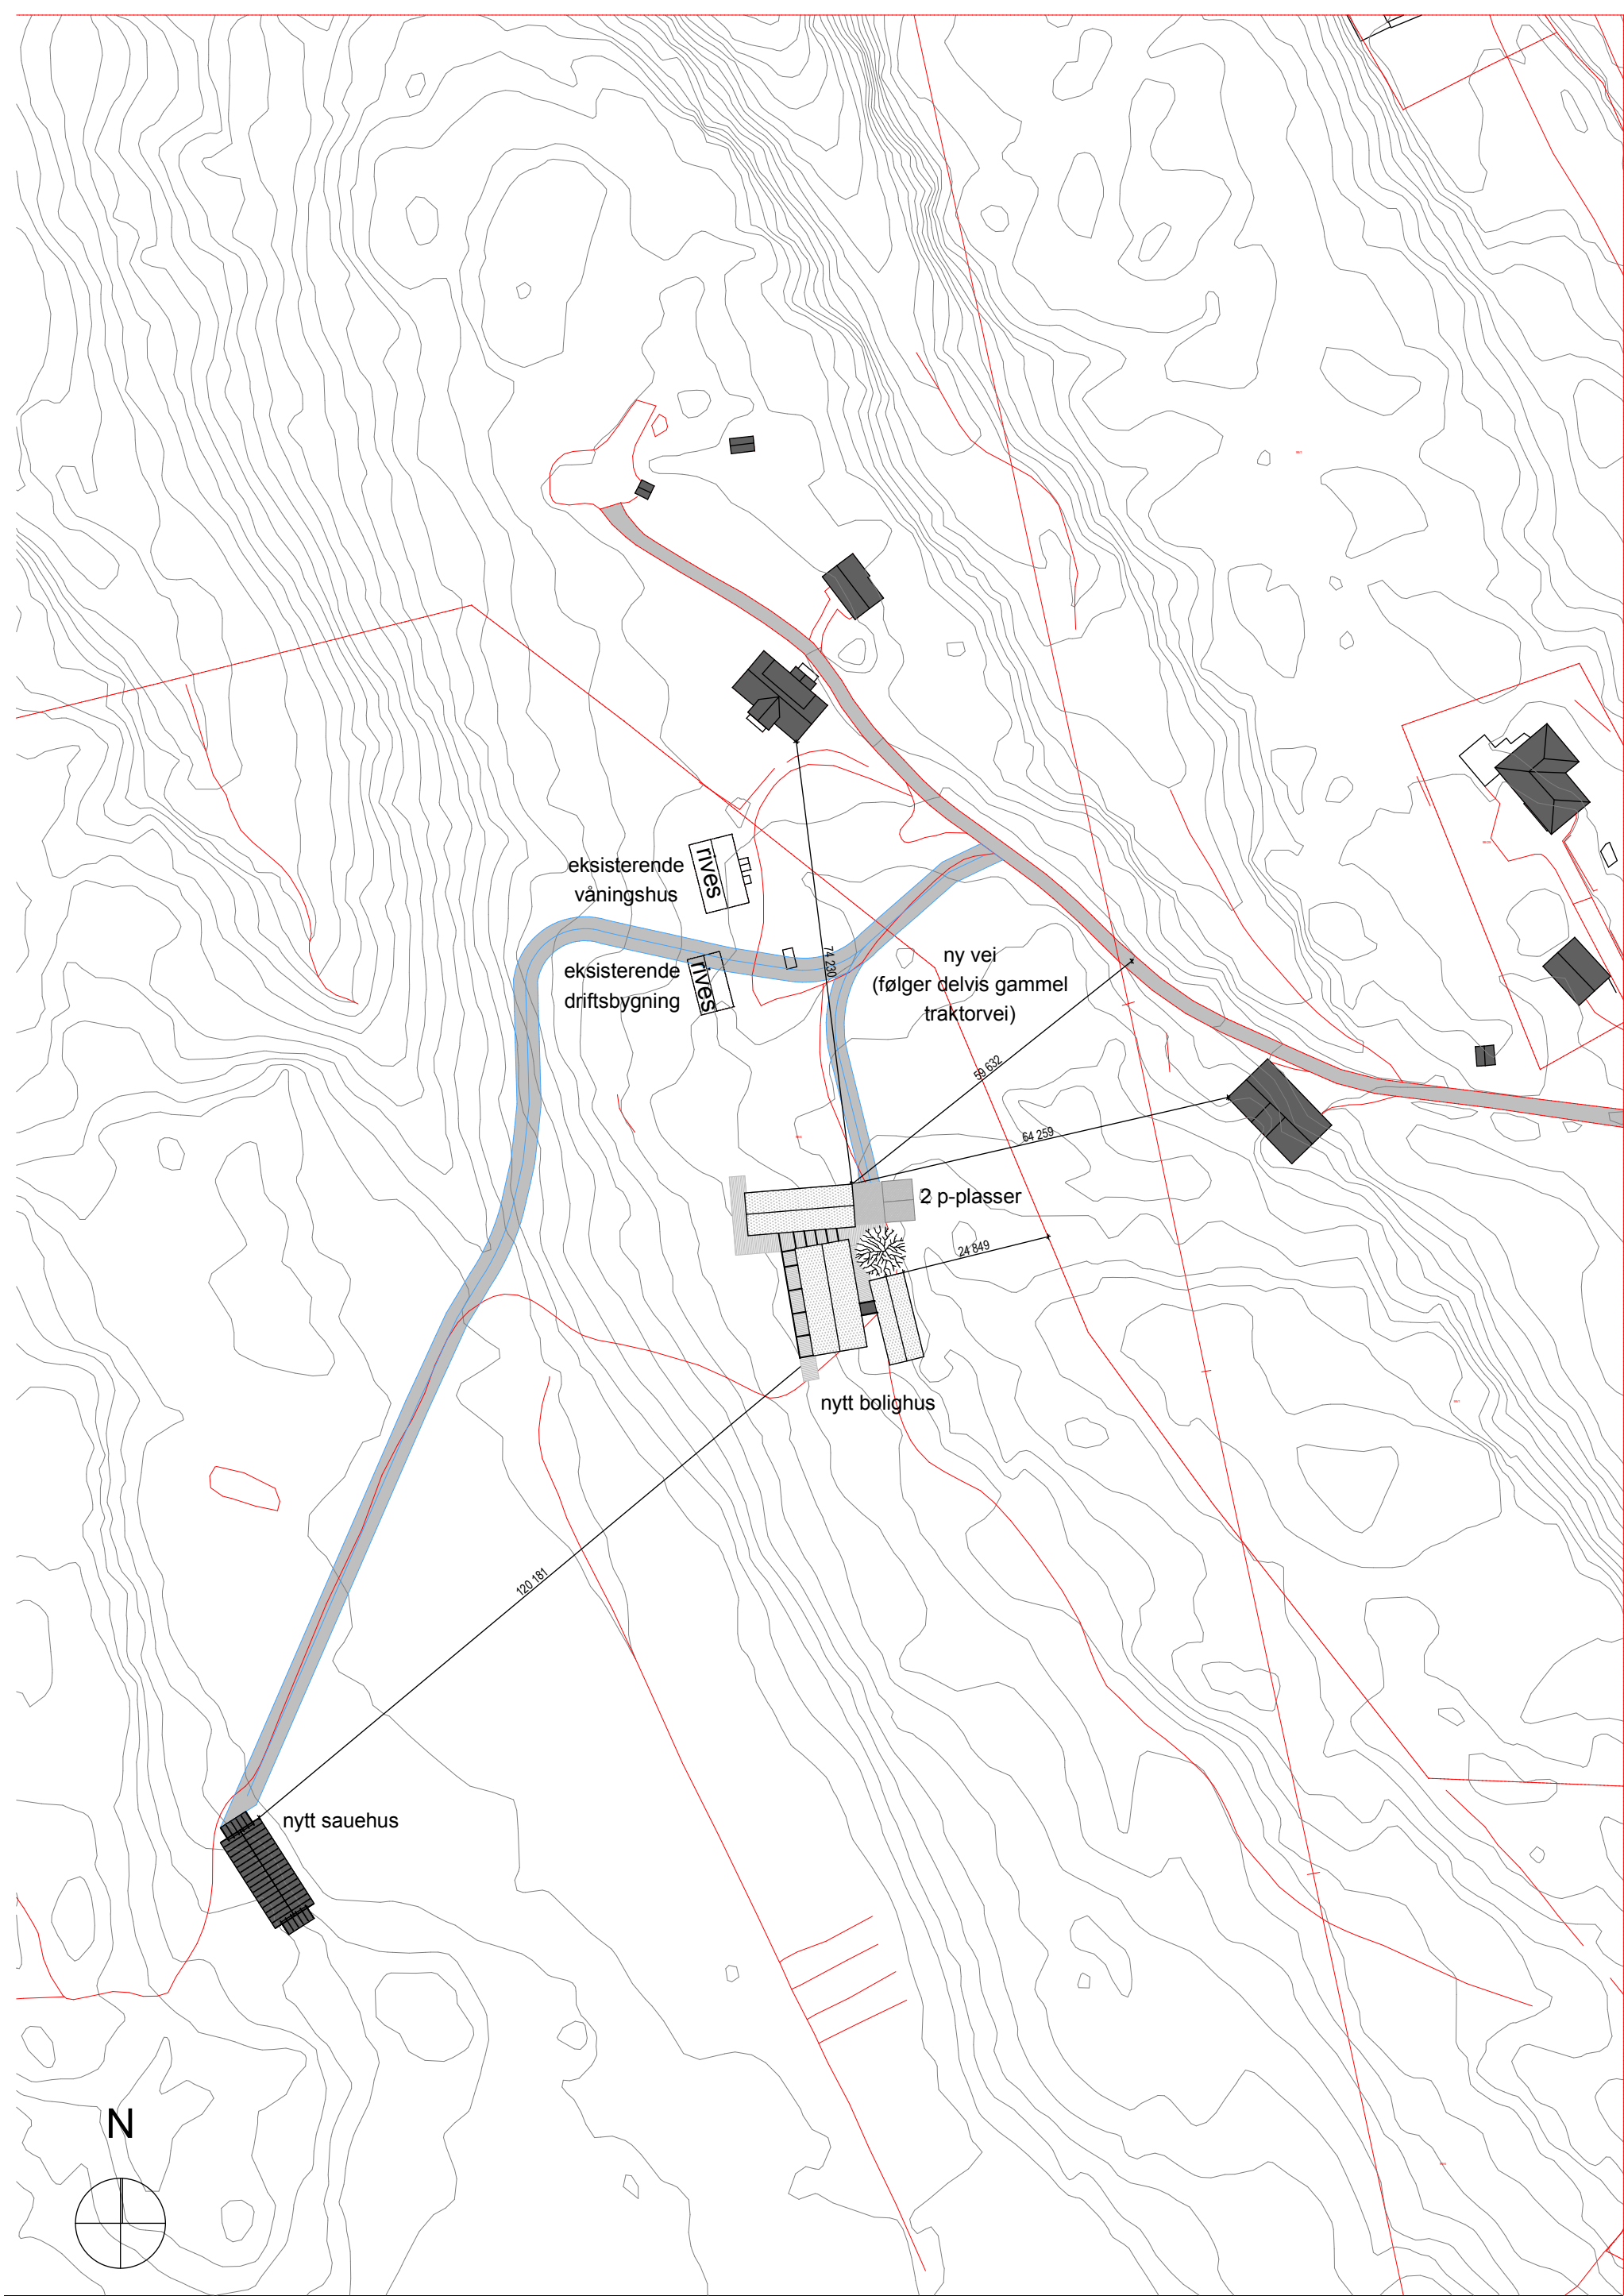 eksisterende
våningshus
rives
eksisterende
driftsbygning
rives
74 230
ny vei
(følger delvis gammel
traktorvei)
59 632
64 259
2 p-plasser
24 849
nytt bolighus
120 181
nytt sauehus
N